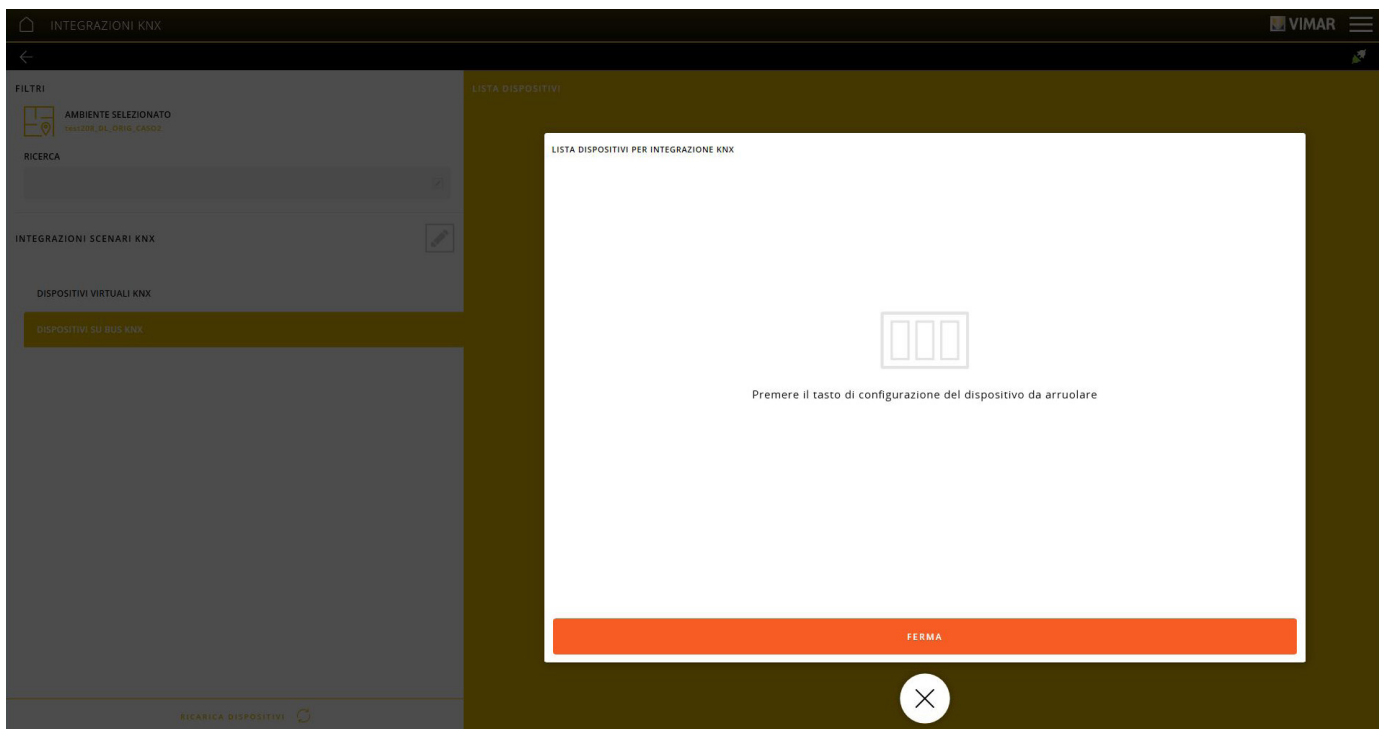 INTEGRAZIONI KNX
VIMAR
FILTRI
AMBIENTE SELEZIONATO
RICERCA
INTEGRAZIONI SCENARI KNX
DISPOSITIVI VIRTUALI KNX
DISPOSITIVI SU BUS KNX
RICARICA DISPOSITIVI
LISTA DISPOSITIVI
LISTA DISPOSITIVI PER INTEGRAZIONE KNX
Premere il tasto di configurazione del dispositivo da arruolare
FERMA